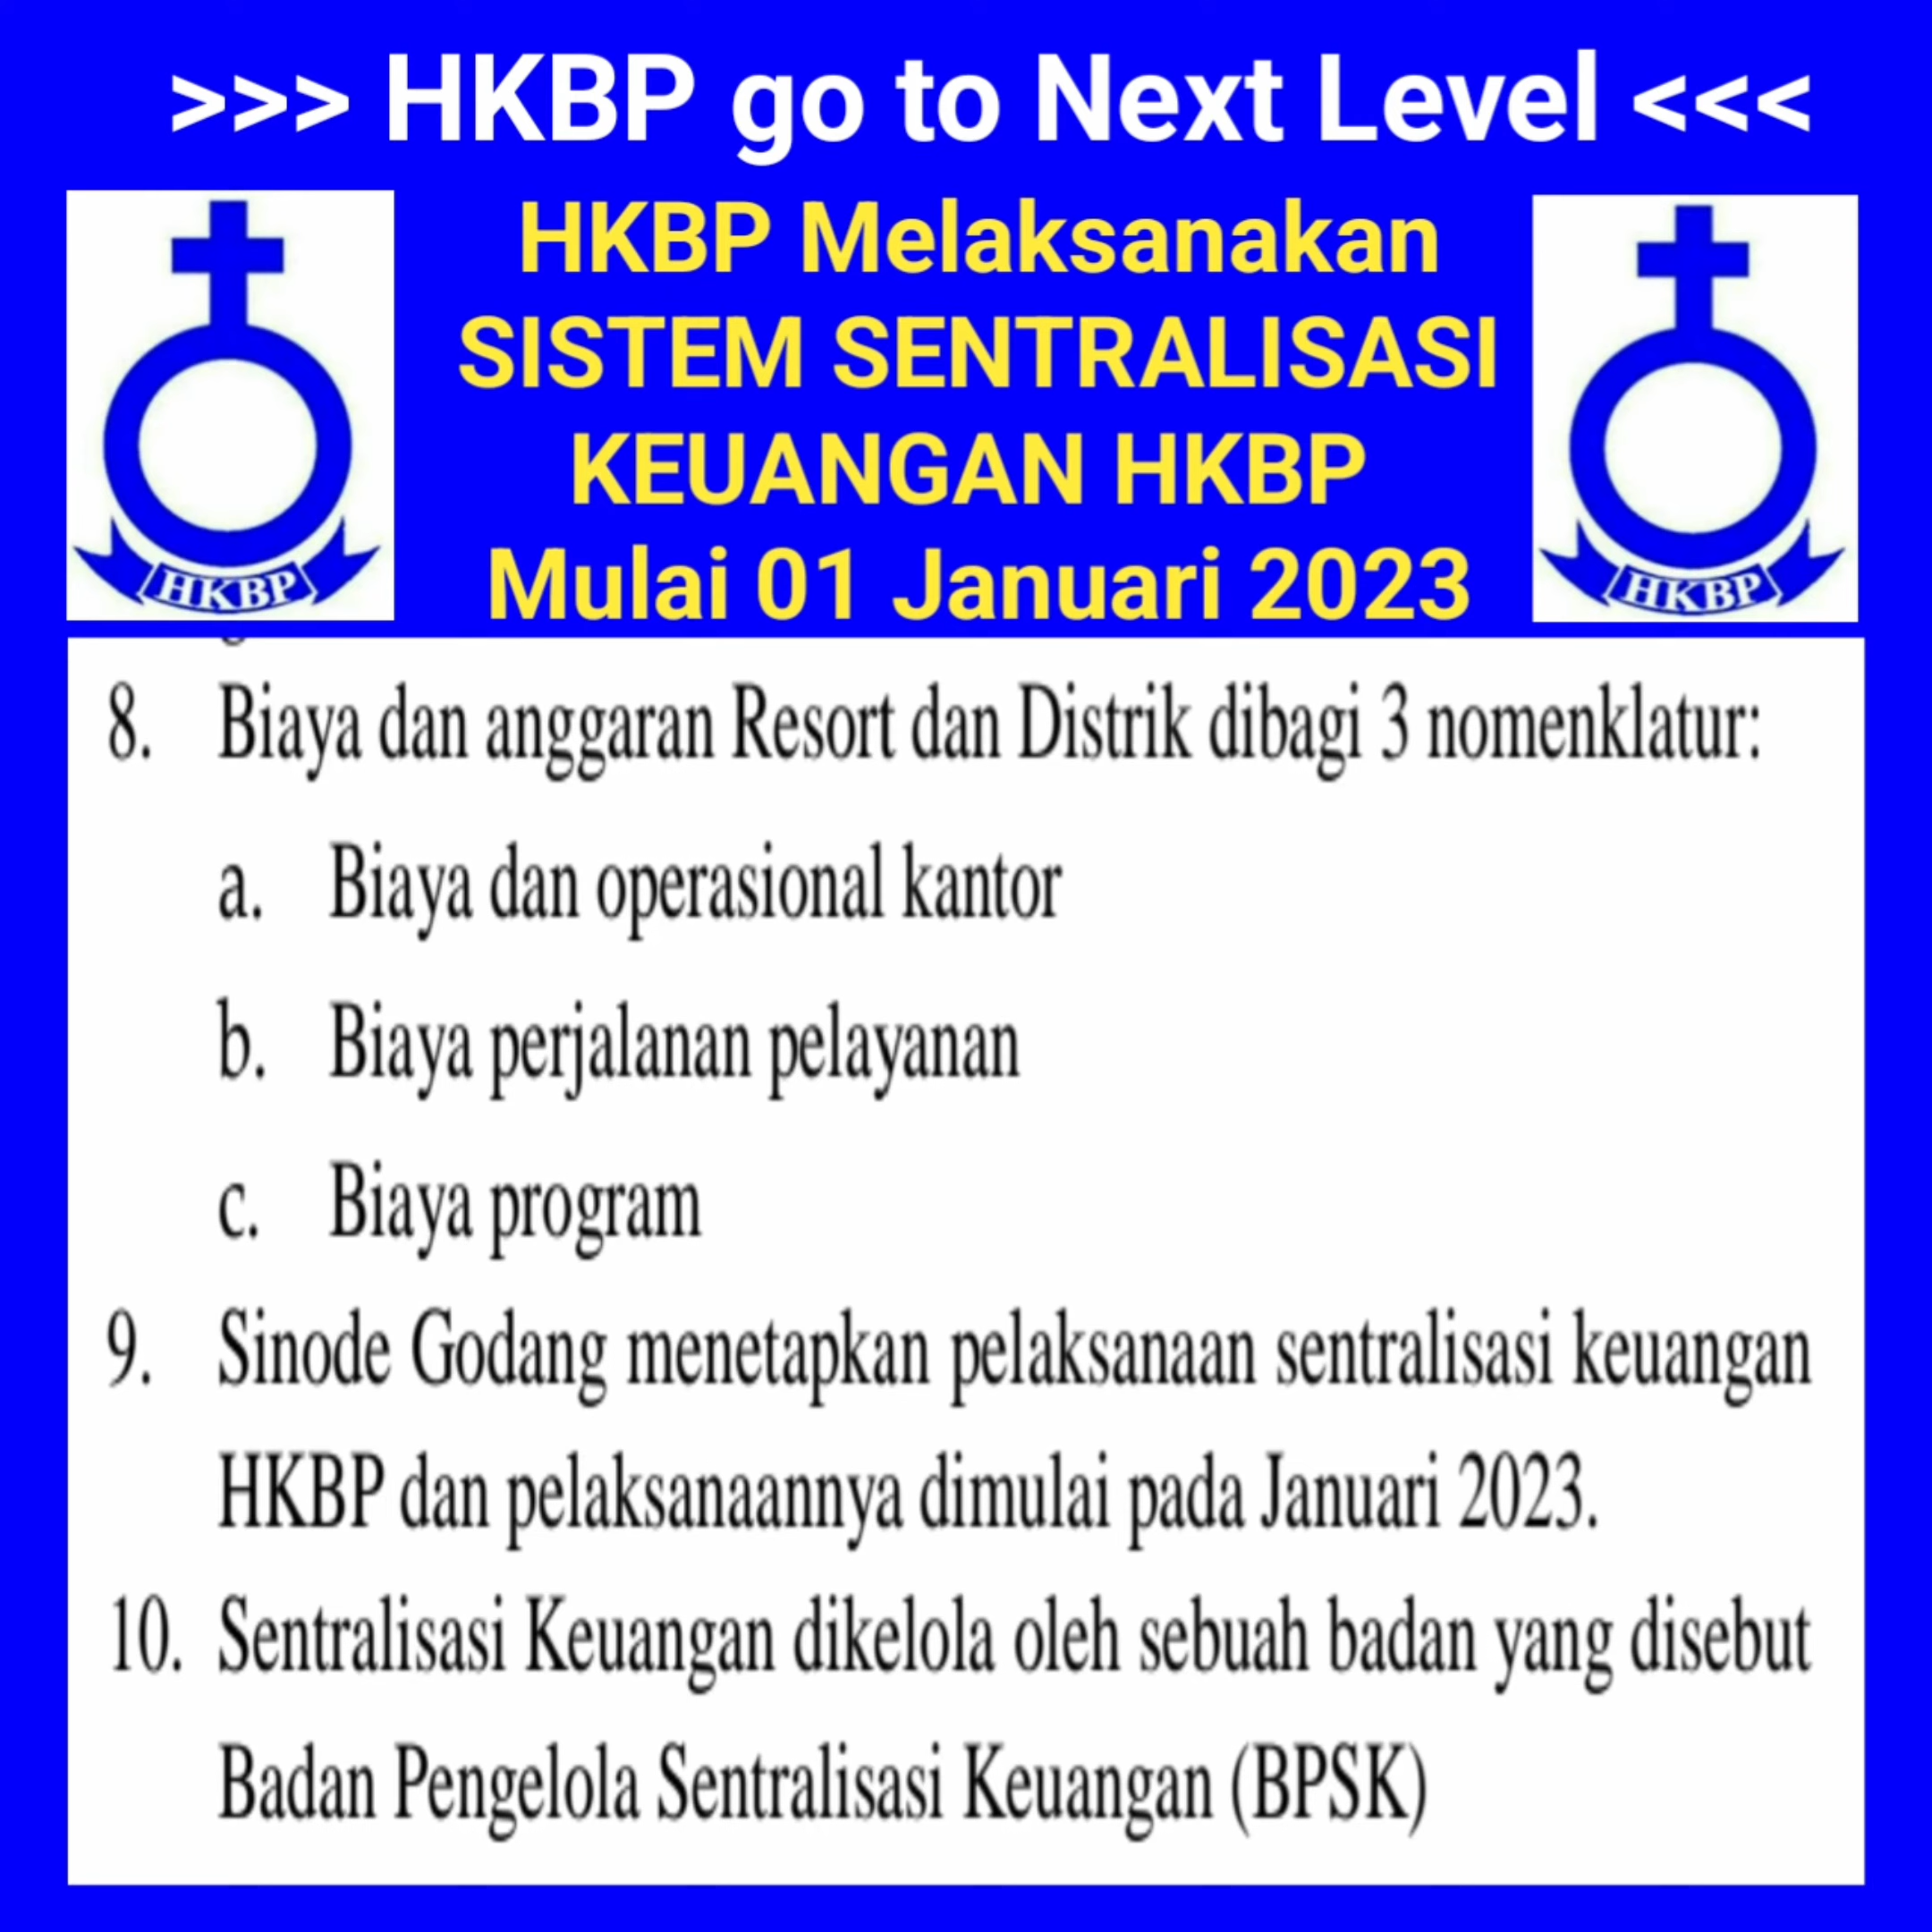 >>> HKBP go to Next Level <<<
HKBP Melaksanakan
SISTEM SENTRALISASI
KEUANGAN HKBP
Mulai 01 Januari 2023
HKBP
HKBP
8. Biaya dan anggaran Resort dan Distrik dibagi 3 nomenklatur:
a. Biaya dan operasional kantor
b. Biaya perjalanan pelayanan
c. Biaya program
9. Sinode Godang menetapkan pelaksanaan sentralisasi keuangan
HKBP dan pelaksanaannya dimulai pada Januari 2023.
10. Sentralisasi Keuangan dikelola oleh sebuah badan yang disebut
Badan Pengelola Sentralisasi Keuangan (BPSK)